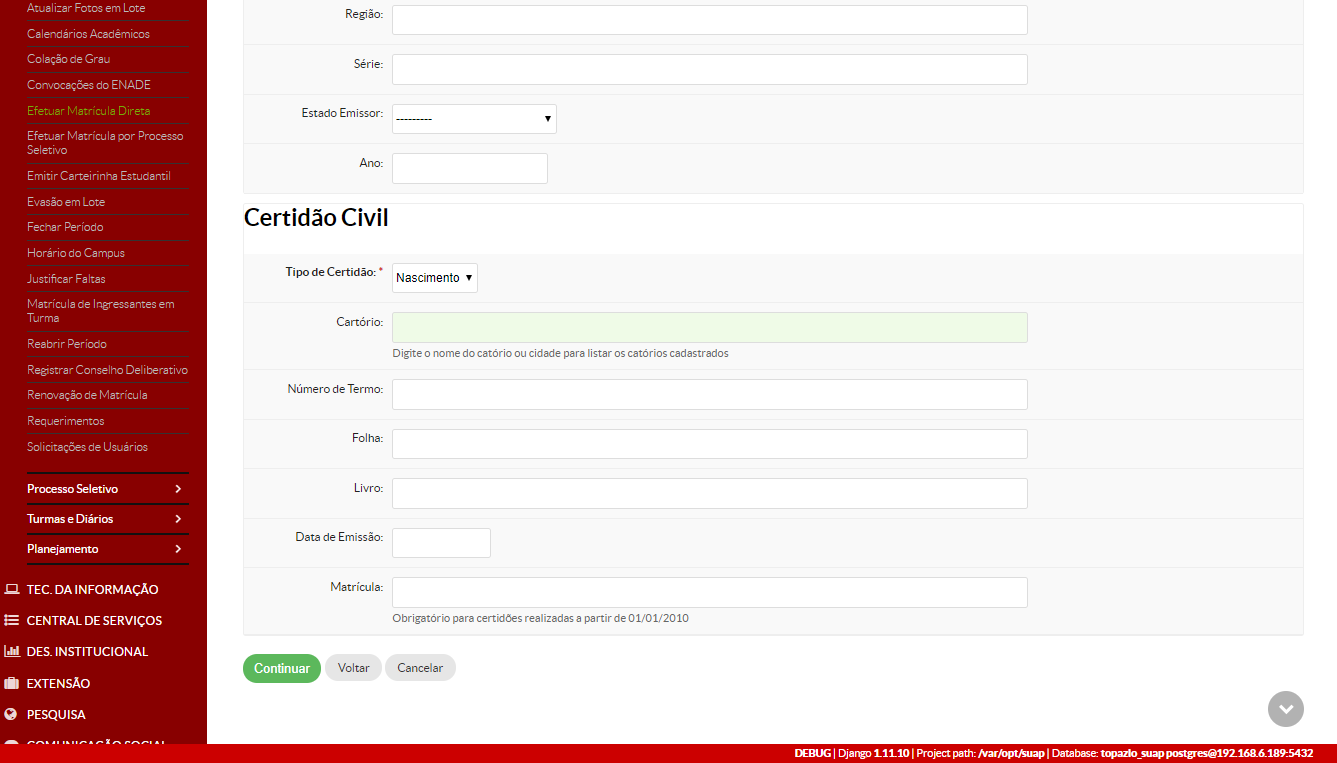 Atualizar Fotos em Lote
Calendários Acadêmicos
Colação de Grau
Convocações do ENADE
Efetuar Matrícula Direta
Efetuar Matrícula por Processo
Seletivo
Emitir Carteirinha Estudantil
Evasão em Lote
Fechar Período
Horário do Campus
Justificar Faltas
Matrícula de Ingressantes em
Turma
Reabrir Período
Registrar Conselho Deliberativo
Renovação de Matrícula
Requerimentos
Solicitações de Usuários
Processo Seletivo
Turmas e Diários
Planejamento
TEC. DA INFORMAÇÃO
CENTRAL DE SERVIÇOS
DES. INSTITUCIONAL
EXTENSÃO
PESQUISA
COMUNICAÇÃO SOCIAL
Região:
Série:
Estado Emissor: ---------
Ano:
Certidão Civil
Tipo de Certidão: * Nascimento
Cartório:
Digite o nome do catório ou cidade para listar os catórios cadastrados
Número de Termo:
Folha:
Livro:
Data de Emissão:
Matrícula:
Obrigatório para certidões realizadas a partir de 01/01/2010
Continuar Voltar Cancelar
DEBUG | Django 1.11.10 | Project path: /var/opt/suap | Database: topazio_suap postgres@192.168.6.189:5432